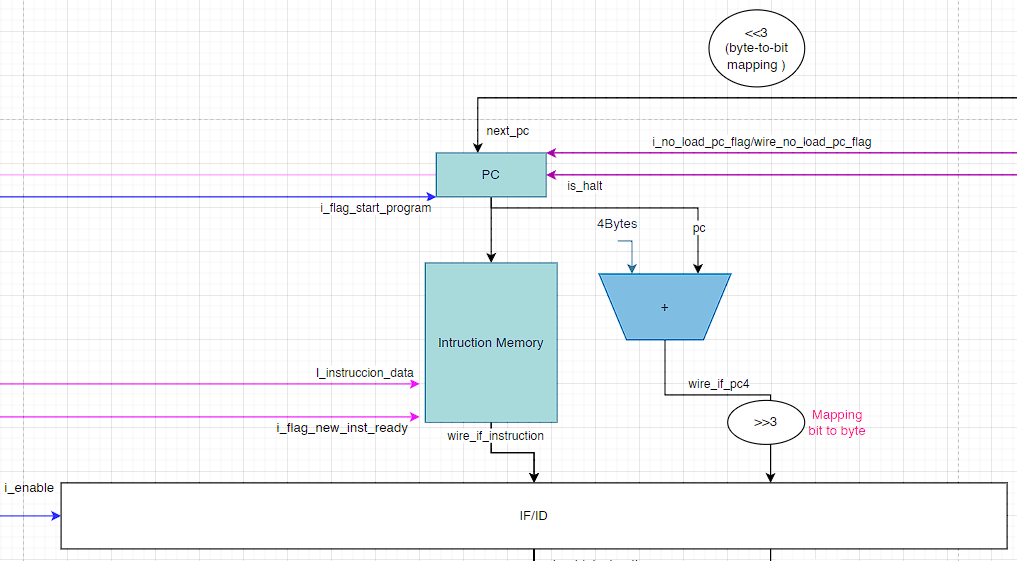 <<3
(byte-to-bit
mapping )
next_pc
i_no_load_pc_flag/wire_no_load_pc_flag
PC
is_halt
i_flag_start_program
4Bytes
pc
+
Intruction Memory
I_instruccion_data
wire_if_pc4
i_flag_new_inst_ready
>>3
Mapping
bit to byte
wire_if_instruction
i_enable
IF/ID